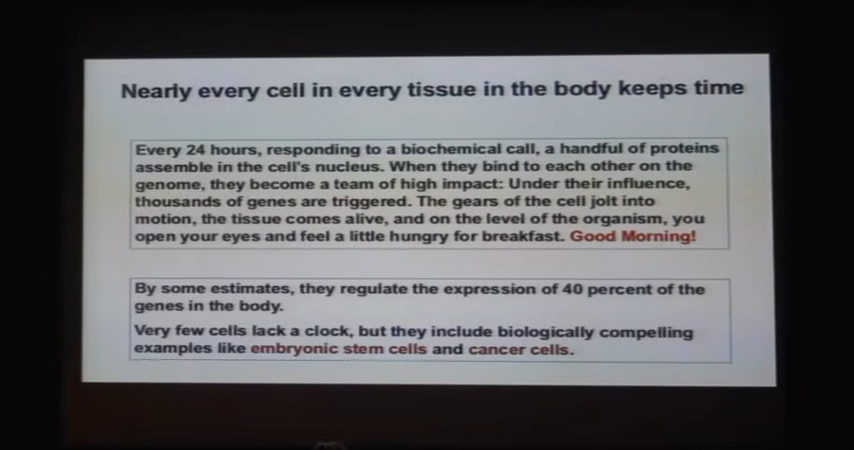 Nearly every cell in every tissue in the body keeps time
Every 24 hours, responding to a biochemical call, a handful of proteins
assemble in the cell's nucleus. When they bind to each other on the
genome, they become a team of high impact: Under their influence,
thousands of genes are triggered. The gears of the cell jolt into
motion, the tissue comes alive, and on the level of the organism, you
open your eyes and feel a little hungry for breakfast. Good Morning!
By some estimates, they regulate the expression of 40 percent of the
genes in the body.
Very few cells lack a clock, but they include biologically compelling
examples like embryonic stem cells and cancer cells.